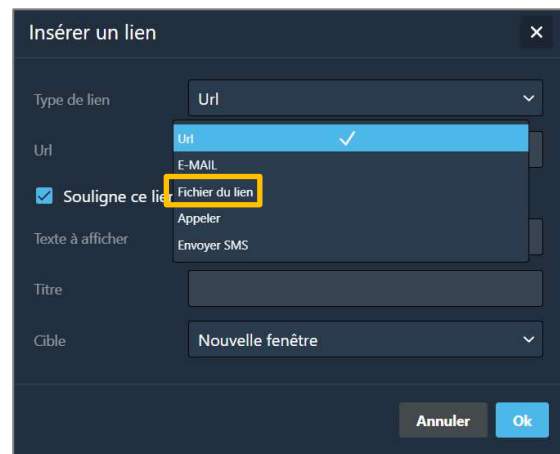 Insérer un lien
Type de lien
Url
Url
Url
E-MAIL
Souligne ce lier
Fichier du lien
Appeler
Texte à afficher
Envoyer SMS
Titre
Cible
Nouvelle fenêtre
Annuler
Ok